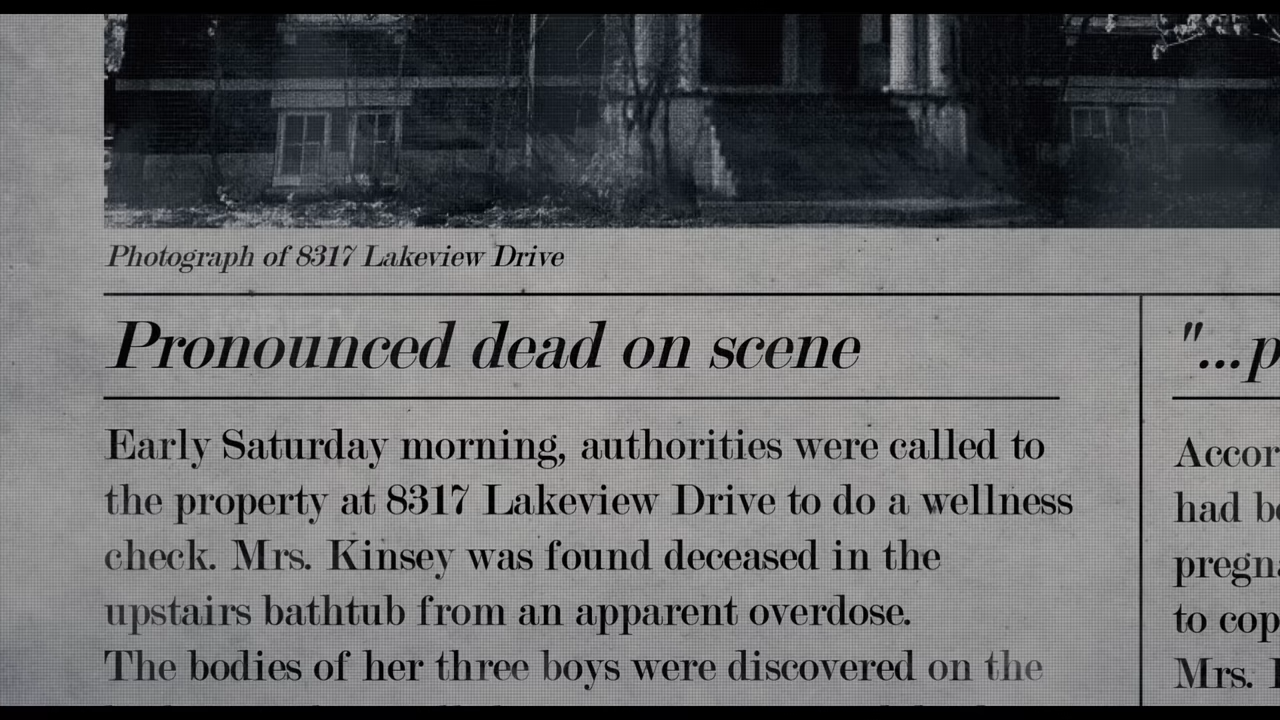 Photograph of 8317 Lakeview Drive
Pronounced dead on scene
Early Saturday morning, authorities were called to
the property at 8317 Lakeview Drive to do a wellness
check. Mrs. Kinsey was found deceased in the
upstairs bathtub from an apparent overdose.
The bodies of her three boys were discovered on the
"...p
Accor
had be
pregna
to cop
Mrs.